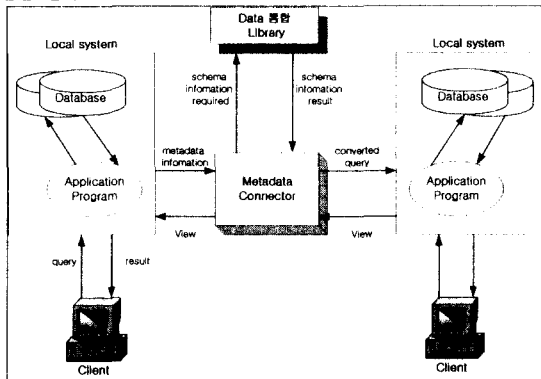 Data 통합
Library
Local system
Local system
schema
infomation
required
schema
infomation
result
Database
Database
metadata
infomation
converted
query
Application
Program
Metadata
Connector
Application
Program
View
View
query
result
Client
Client